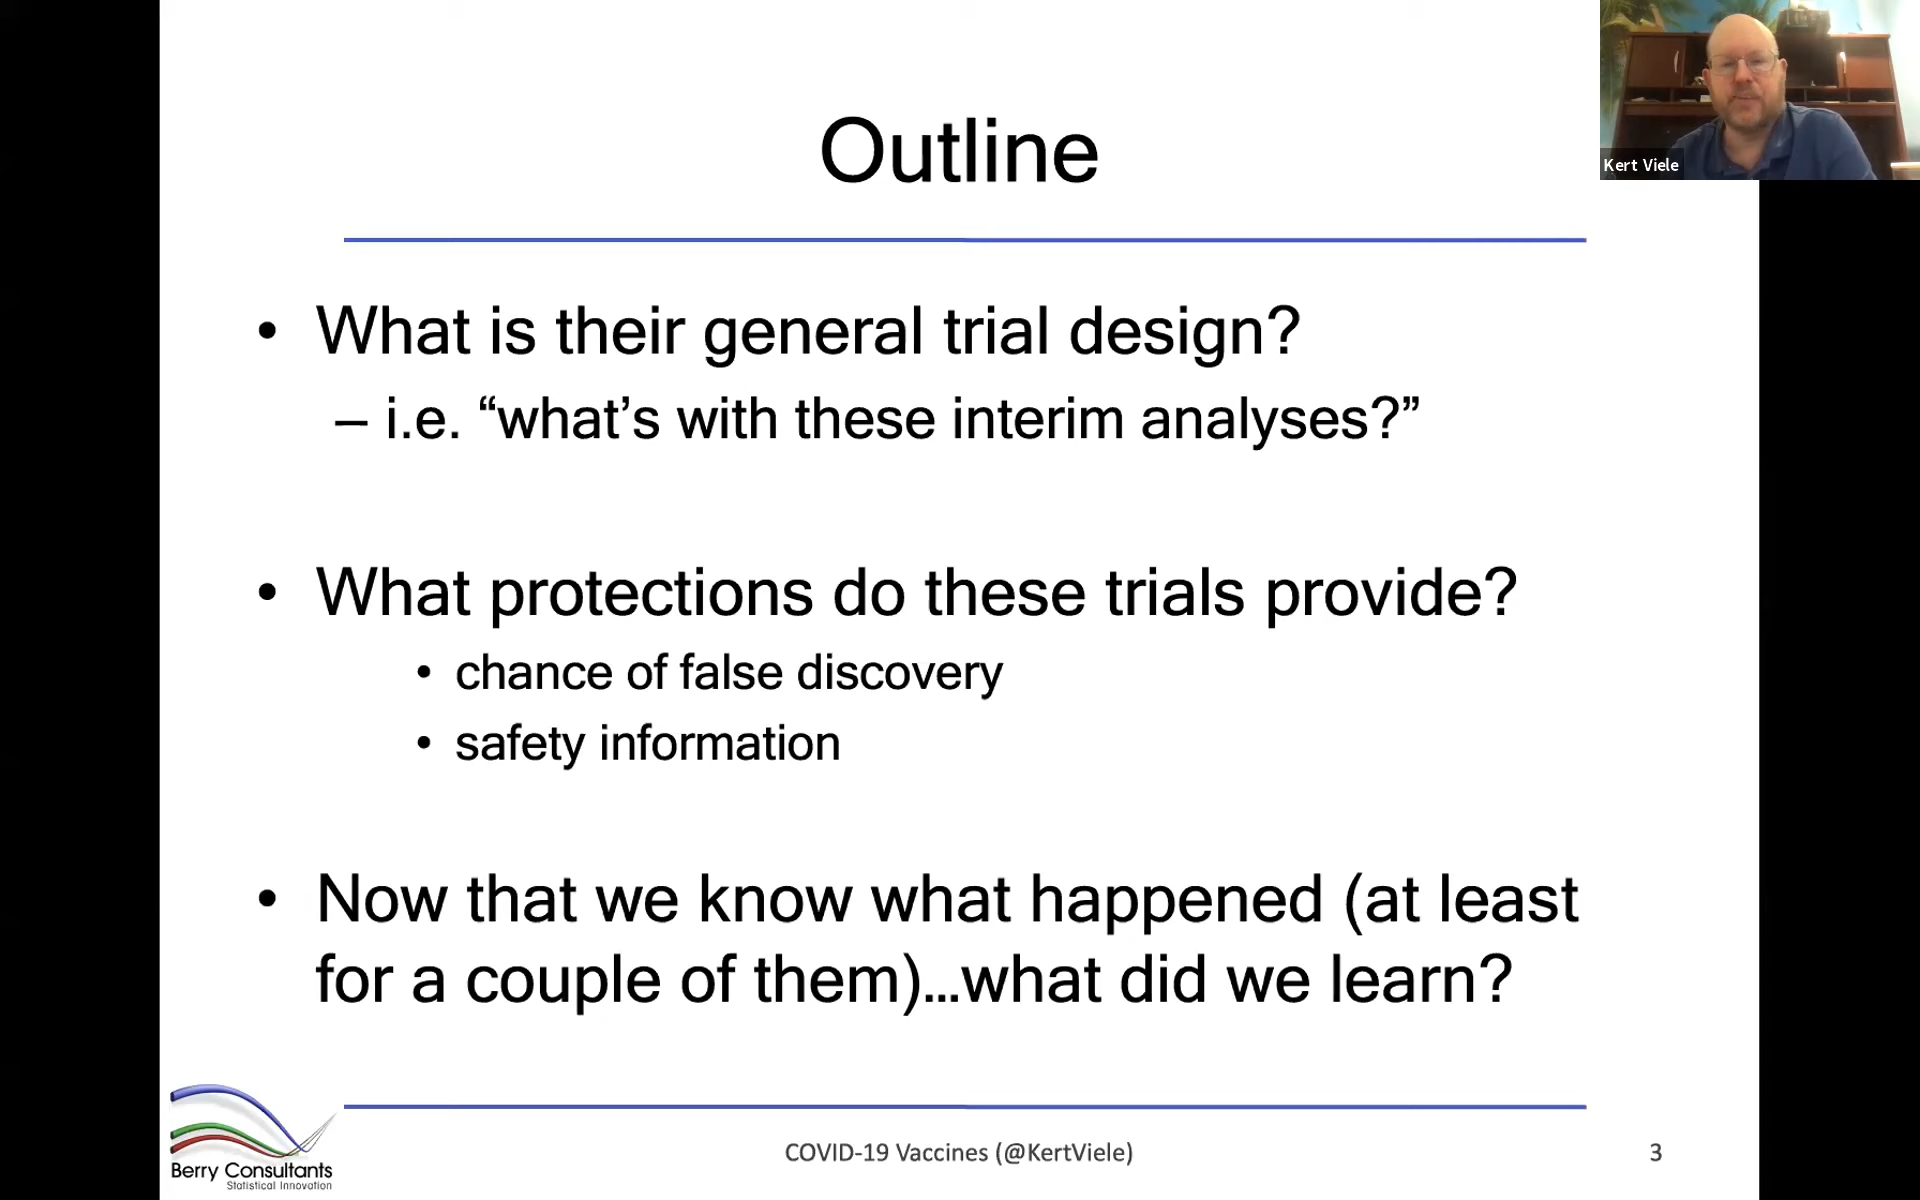 Outline
Kert Viele
• What is their general trial design?
– i.e. “what’s with these interim analyses?”
• What protections do these trials provide?
• chance of false discovery
• safety information
• Now that we know what happened (at least
for a couple of them)...what did we learn?
Berry Consultants
Statistical Innovation
COVID-19 Vaccines (@KertViele)
3